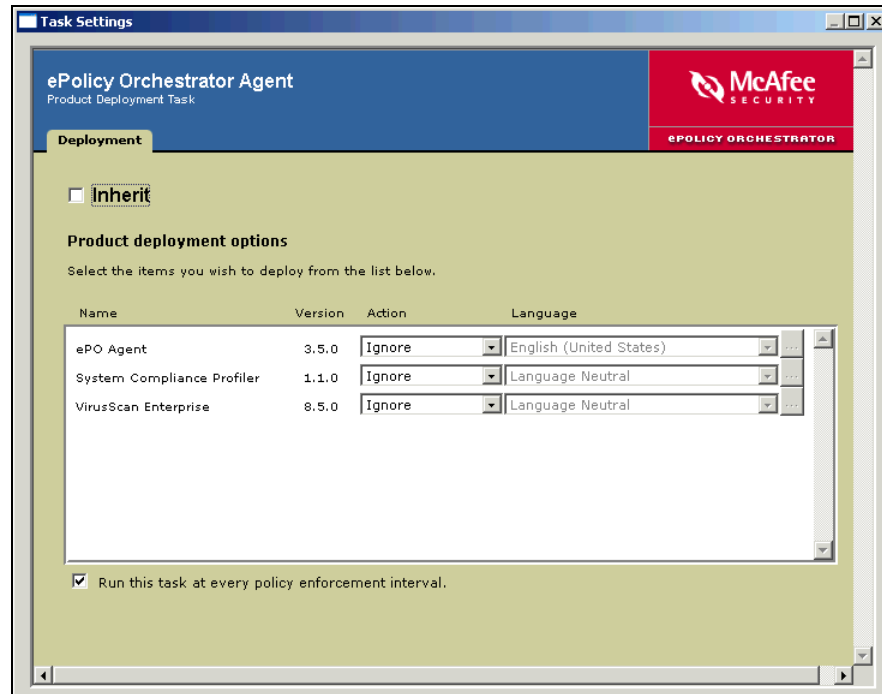 Task Settings
ePolicy Orchestrator Agent
Product Deployment Task
McAfee
SECURITY
Deployment
ePOLICY ORCHESTRATOR
Inherit
Product deployment options
Select the items you wish to deploy from the list below.
Name Version Action Language
ePO Agent 3.5.0 Ignore English (United States) ...
System Compliance Profiler 1.1.0 Ignore Language Neutral ...
VirusScan Enterprise 8.5.0 Ignore Language Neutral ...
Run this task at every policy enforcement interval.